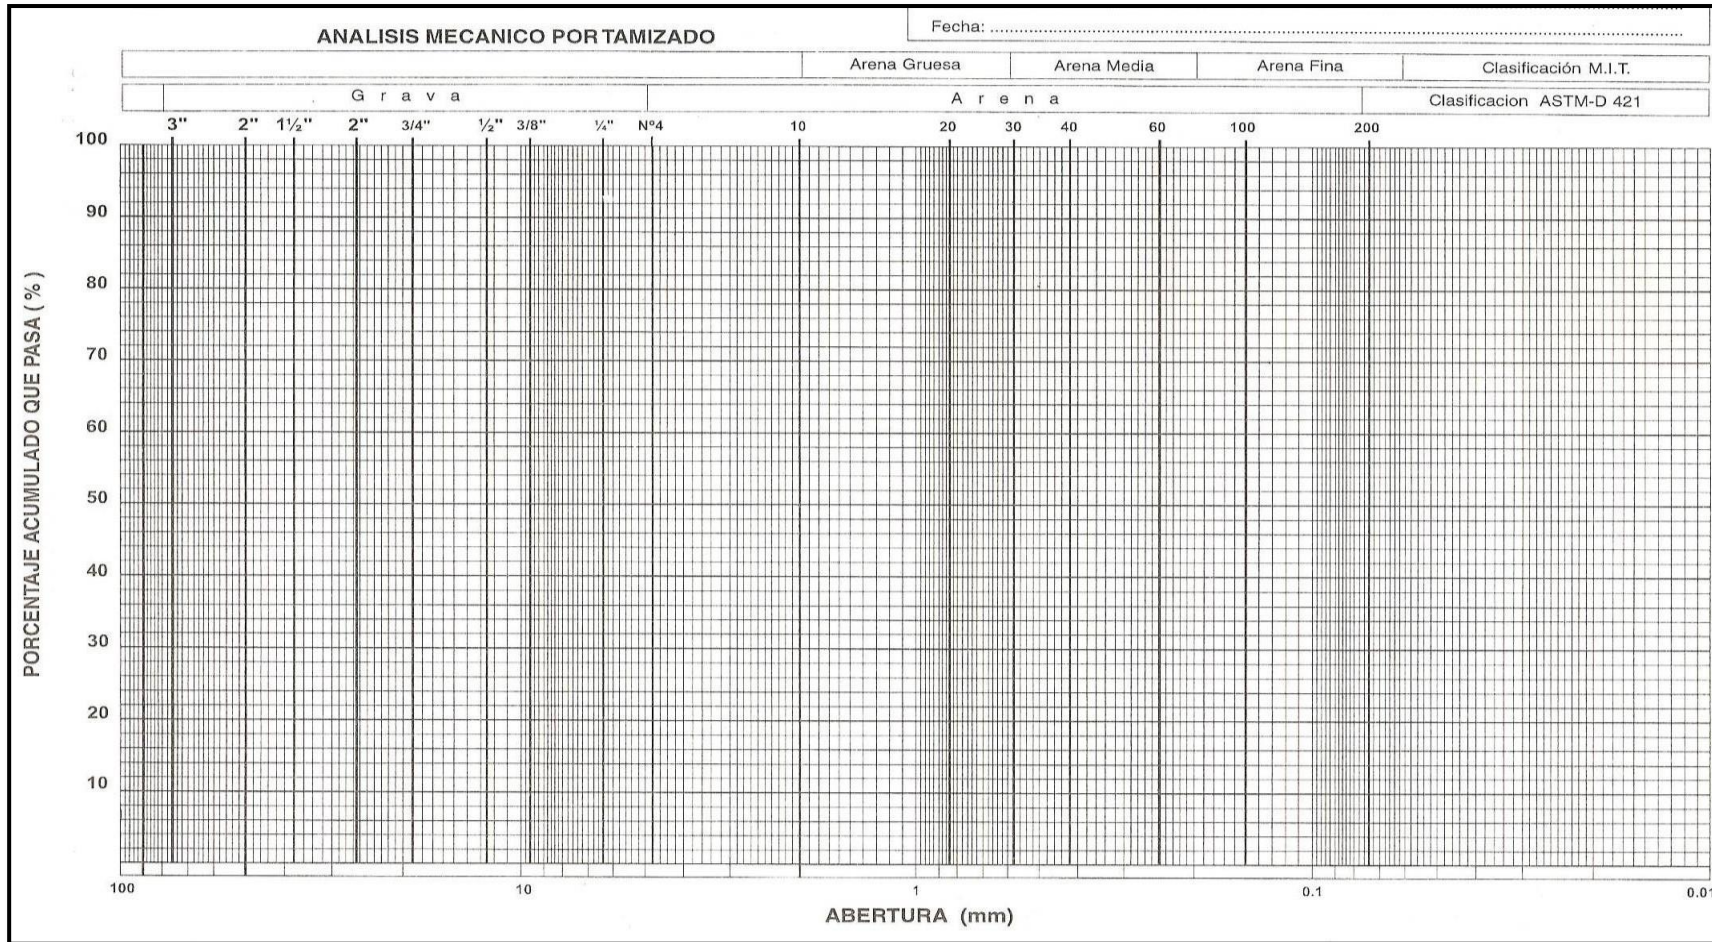 Fecha:
ANALISIS MECANICO POR TAMIZADO
Arena Gruesa Arena Media Arena Fina Clasificación M.I.T.
Grava Arena Clasificacion ASTM-D 421
3" 2" 1½" 2" 3/4" ½" 3/8" ¼" Nº4 10 20 30 40 60 100 200
PORCENTAJE ACUMULADO QUE PASA (%)
100
90
80
70
60
50
40
30
20
10
100 10 1 0.1 0.01
ABERTURA (mm)